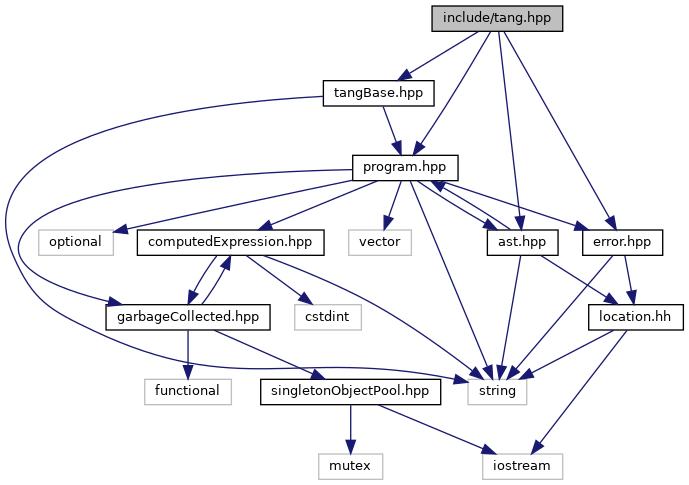 include/tang.hpp
tangBase.hpp
program.hpp
optional
computedExpression.hpp
vector
ast.hpp
error.hpp
garbageCollected.hpp
cstdint
location.hh
functional
singletonObjectPool.hpp
string
mutex
iostream